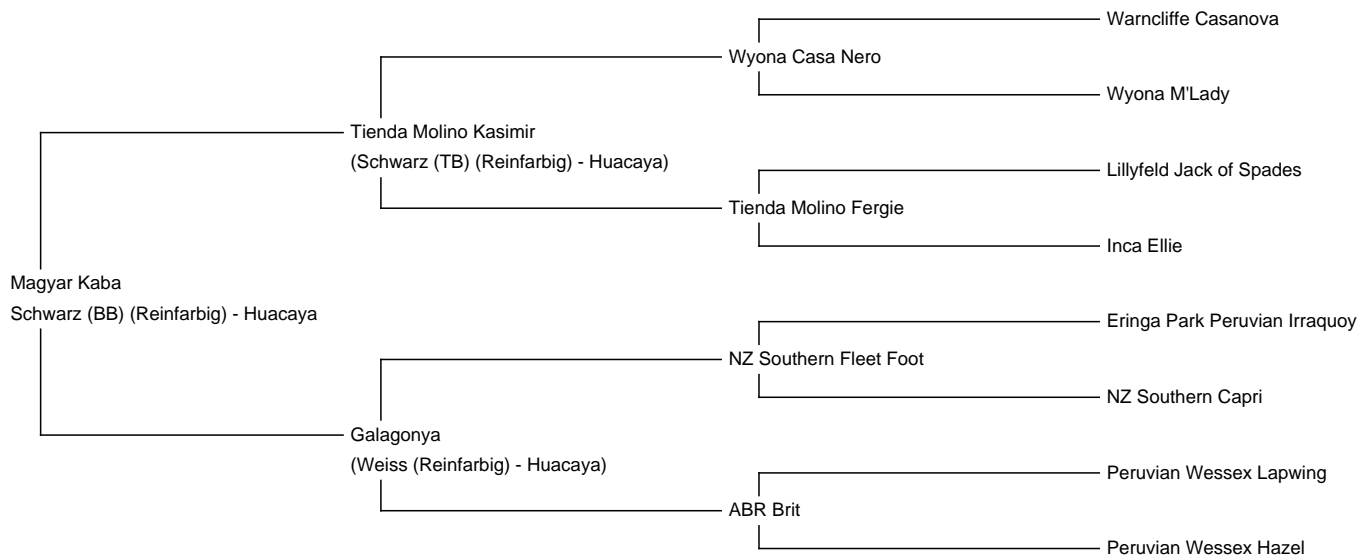 Warncliffe Casanova
Wyona Casa Nero
Wyona M'Lady
Tienda Molino Kasimir
(Schwarz (TB) (Reinfarbig) - Huacaya)
Lillyfeld Jack of Spades
Tienda Molino Fergie
Inca Ellie
Magyar Kaba
Schwarz (BB) (Reinfarbig) - Huacaya
Eringa Park Peruvian Irraquoy
NZ Southern Fleet Foot
NZ Southern Capri
Galagonya
(Weiss (Reinfarbig) - Huacaya)
Peruvian Wessex Lapwing
ABR Brit
Peruvian Wessex Hazel